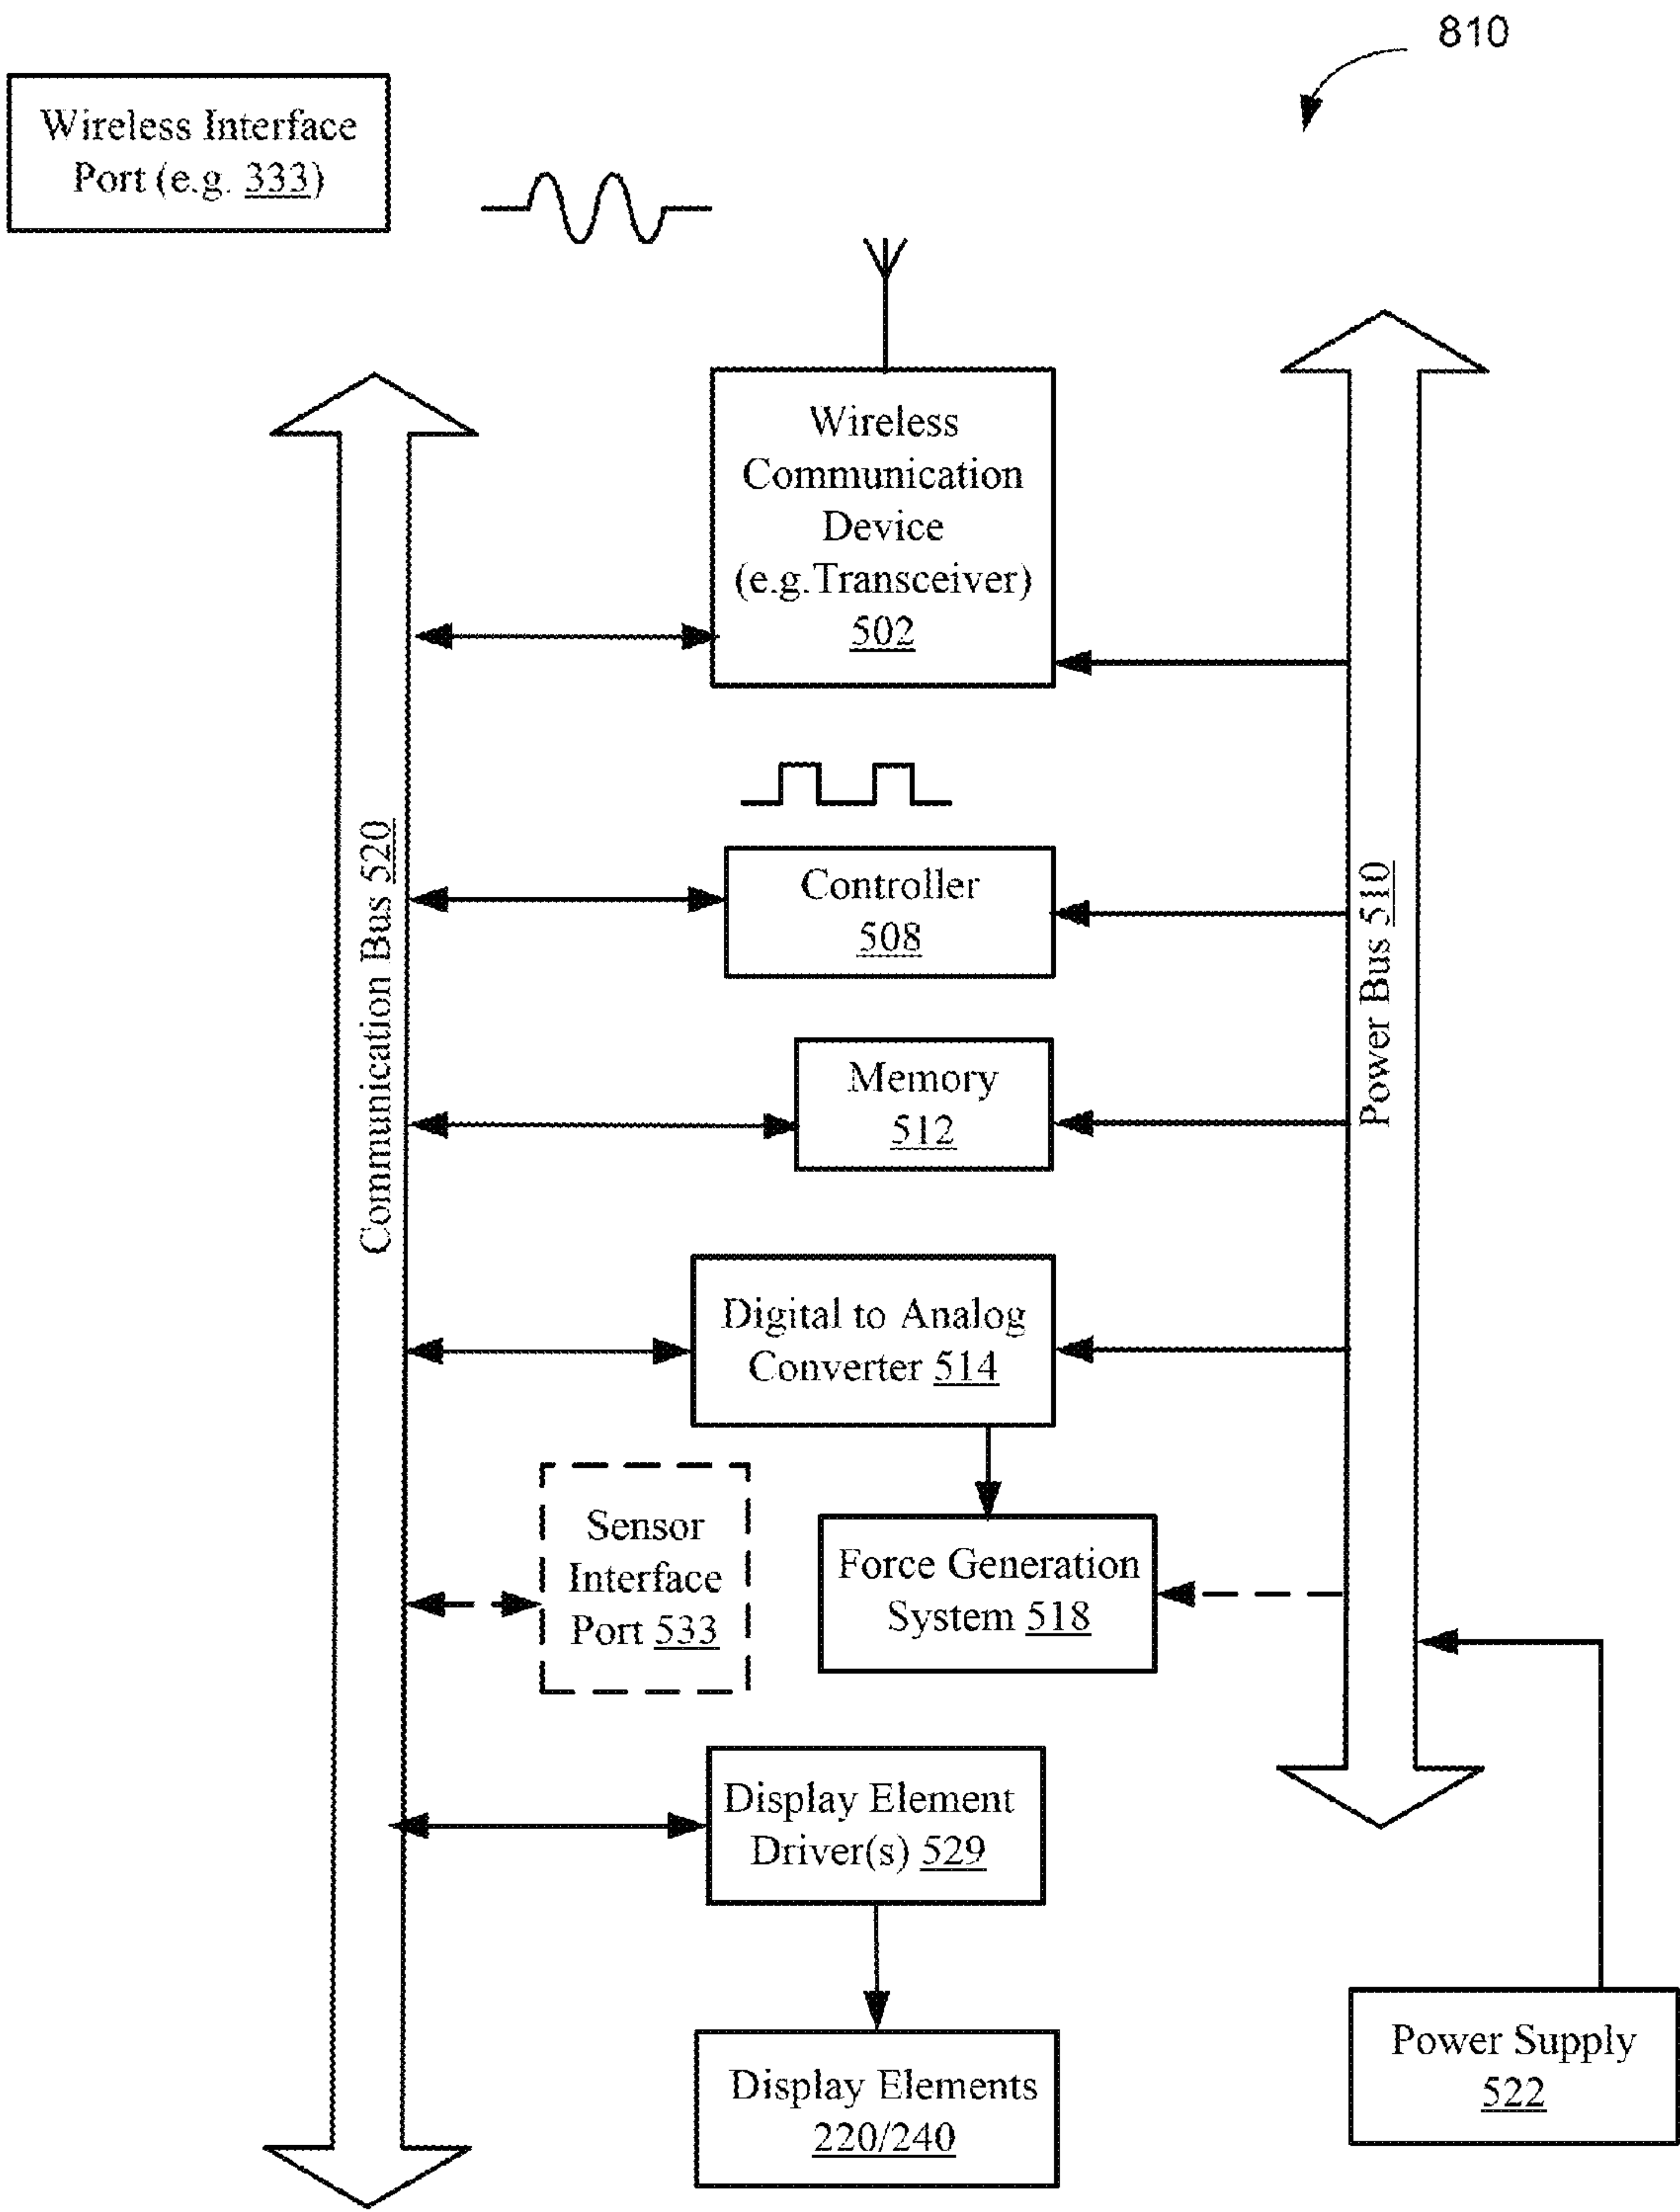 810
Wireless Interface
Port (e.g. 333)
Wireless
Communication
Device
(e.g.Transceiver)
502
Communication Bus 520
Power Bus 510
Controller
508
Memory
512
Digital to Analog
Converter 514
Sensor
Interface
Port 533
Force Generation
System 518
Display Element
Driver(s) 529
Display Elements
220/240
Power Supply
522